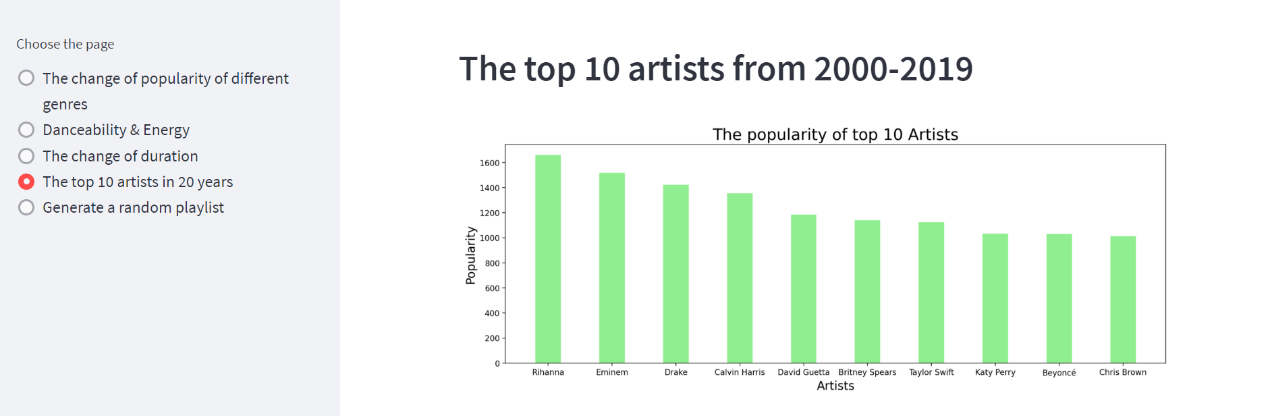 Choose the page
The change of popularity of different
genres
Danceability & Energy
The change of duration
The top 10 artists in 20 years
Generate a random playlist
The top 10 artists from 2000-2019
The popularity of top 10 Artists
1600
1400
1200
1000
800
600
400
200
0
Popularity
Rihanna Eminem Drake Calvin Harris David Guetta Britney Spears Taylor Swift Katy Perry Beyoncé Chris Brown
Artists